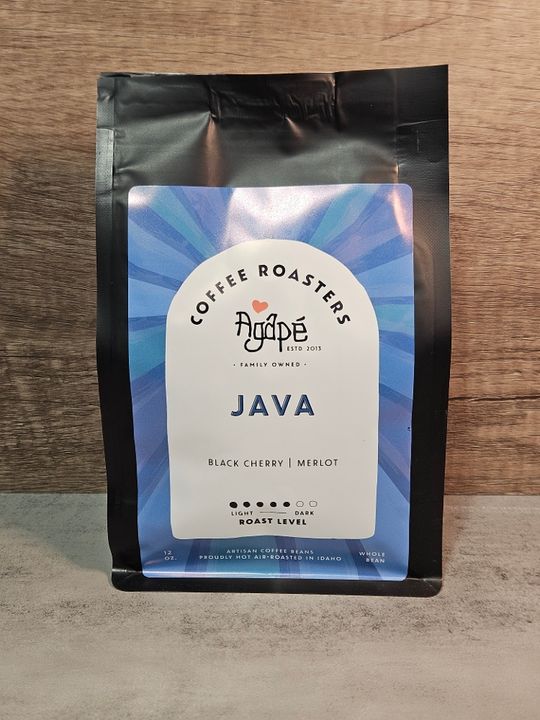 COFFEE ROASTERS
Agápé
ESTD 2013
• FAMILY OWNED •
JAVA
BLACK CHERRY | MERLOT
LIGHT DARK
ROAST LEVEL
12 OZ.
ARTISAN COFFEE BEANS
PROUDLY HOT AIR-ROASTED IN IDAHO
WHOLE BEAN